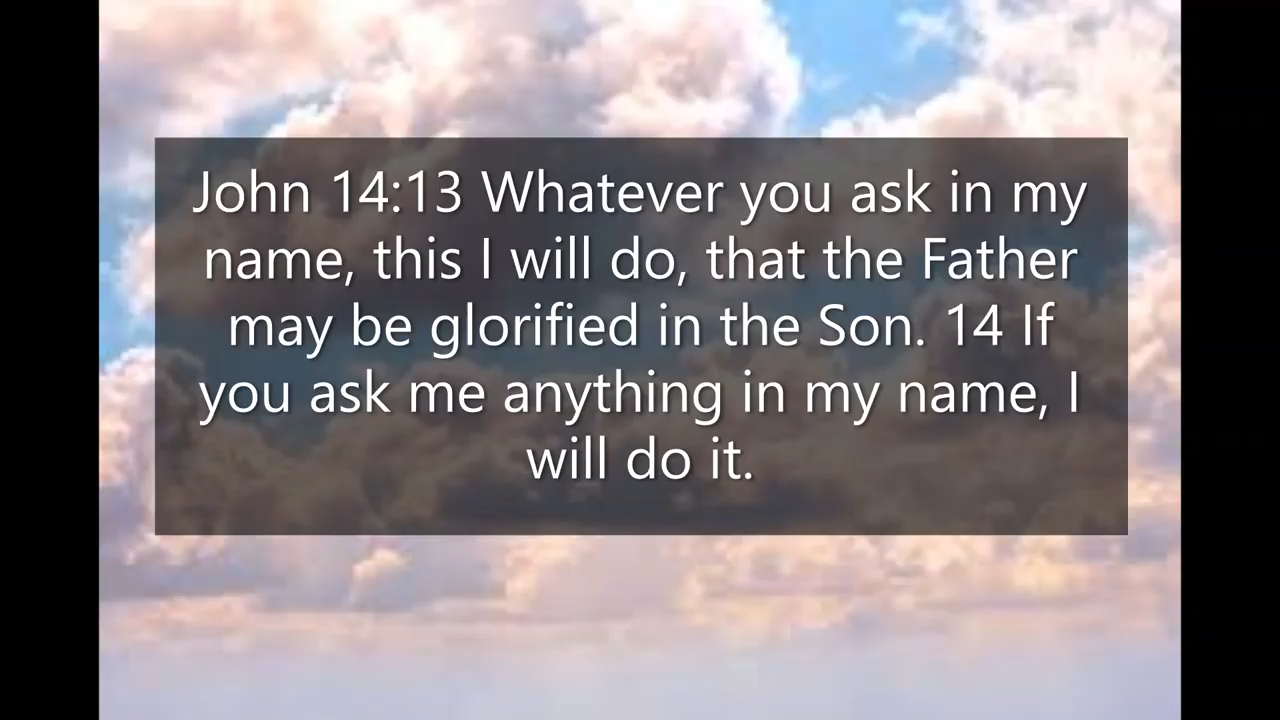 John 14:13 Whatever you ask in my
name, this I will do, that the Father
may be glorified in the Son. 14 If
you ask me anything in my name, I
will do it.